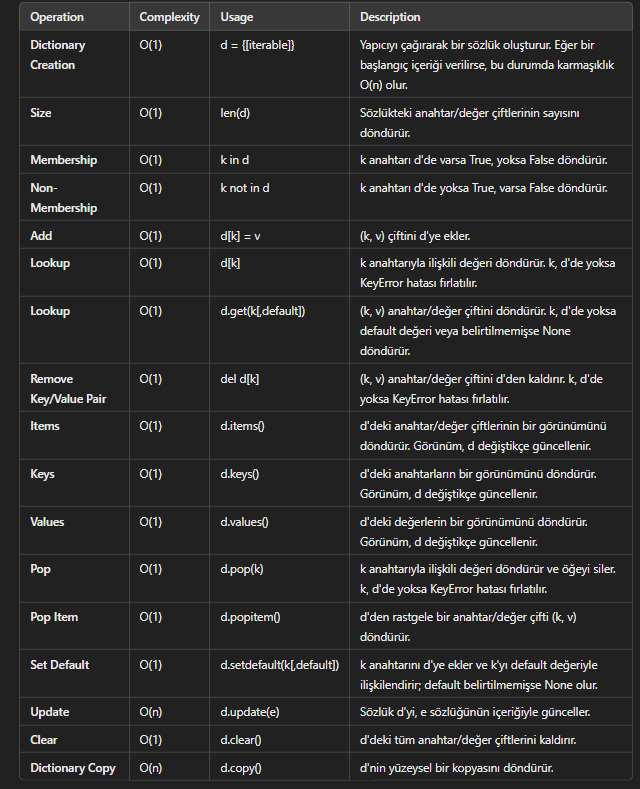 Operation Complexity Usage Description
Dictionary O(1) d = {[iterable]} Yapıcıyı çağırarak bir sözlük oluşturur. Eğer bir
Creation başlangıç içeriği verilirse, bu durumda karmaşıklık
O(n) olur.
Size O(1) len(d) Sözlükteki anahtar/değer çiftlerinin sayısını
döndürür.
Membership O(1) k in d k anahtarı d'de varsa True, yoksa False döndürür.
Non- O(1) k not in d k anahtarı d'de yoksa True, varsa False döndürür.
Membership
Add O(1) d[k] = v (k, v) çiftini d'ye ekler.
Lookup O(1) d[k] k anahtarıyla ilişkili değeri döndürür. k, d'de yoksa
KeyError hatası fırlatılır.
Lookup O(1) d.get(k[,default]) (k, v) anahtar/değer çiftini döndürür. k, d'de yoksa
default değeri veya belirtilmemişse None
döndürür.
Remove O(1) del d[k] (k, v) anahtar/değer çiftini d'den kaldırır. k, d'de
Key/Value Pair yoksa KeyError hatası fırlatılır.
Items O(1) d.items() d'deki anahtar/değer çiftlerinin bir görünümünü
döndürür. Görünüm, d değiştikçe güncellenir.
Keys O(1) d.keys() d'deki anahtarların bir görünümünü döndürür.
Görünüm, d değiştikçe güncellenir.
Values O(1) d.values() d'deki değerlerin bir görünümünü döndürür.
Görünüm, d değiştikçe güncellenir.
Pop O(1) d.pop(k) k anahtarıyla ilişkili değeri döndürür ve öğeyi siler.
k, d'de yoksa KeyError hatası fırlatılır.
Pop Item O(1) d.popitem() d'den rastgele bir anahtar/değer çifti (k, v)
döndürür.
Set Default O(1) d.setdefault(k[,default]) k anahtarını d'ye ekler ve k'yı default değeriyle
ilişkilendirir; default belirtilmemişse None olur.
Update O(n) d.update(e) Sözlük d'yi, e sözlüğünün içeriğiyle günceller.
Clear O(1) d.clear() d'deki tüm anahtar/değer çiftlerini kaldırır.
Dictionary Copy O(n) d.copy() d'nin yüzeysel bir kopyasını döndürür.